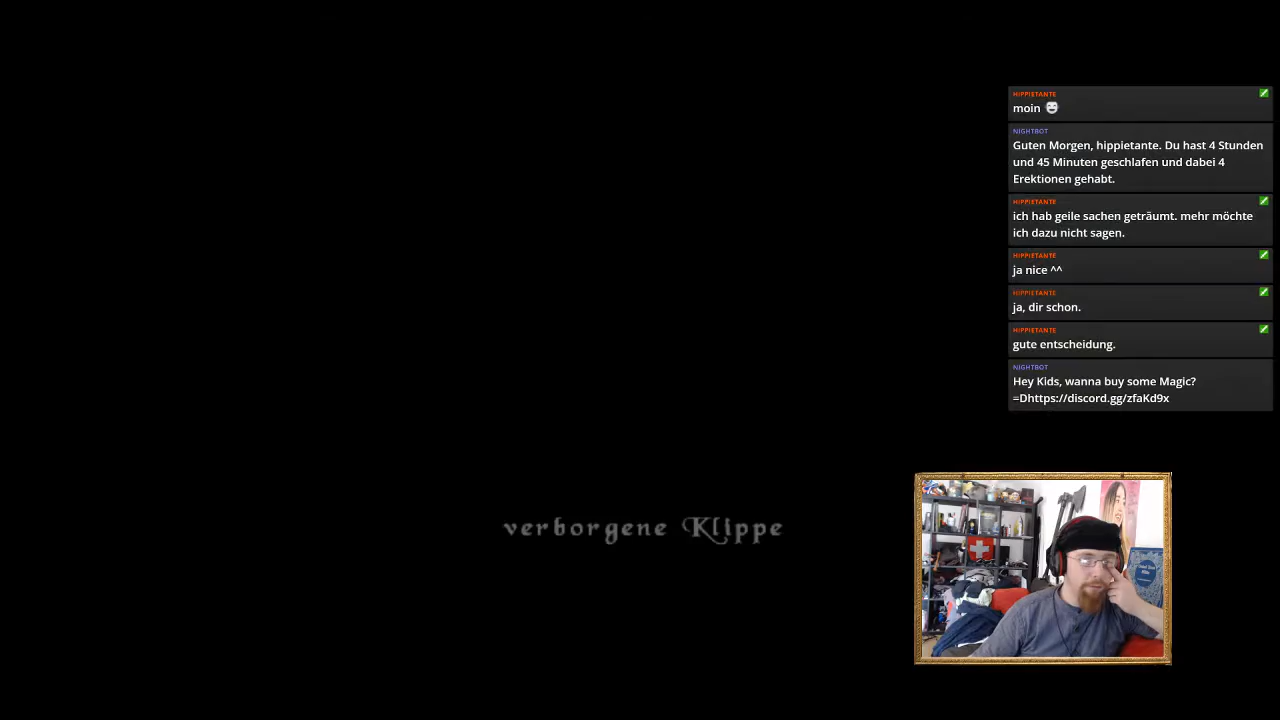 HIPPIETANTE
moin
NIGHTBOT
Guten Morgen, hippietante. Du hast 4 Stunden
und 45 Minuten geschlafen und dabei 4
Erektionen gehabt.
HIPPIETANTE
ich hab geile sachen geträumt. mehr möchte
ich dazu nicht sagen.
HIPPIETANTE
ja nice ^^
HIPPIETANTE
ja, dir schon.
HIPPIETANTE
gute entscheidung.
NIGHTBOT
Hey Kids, wanna buy some Magic?
=Dhttps://discord.gg/zfaKd9x
verborgene Klippe